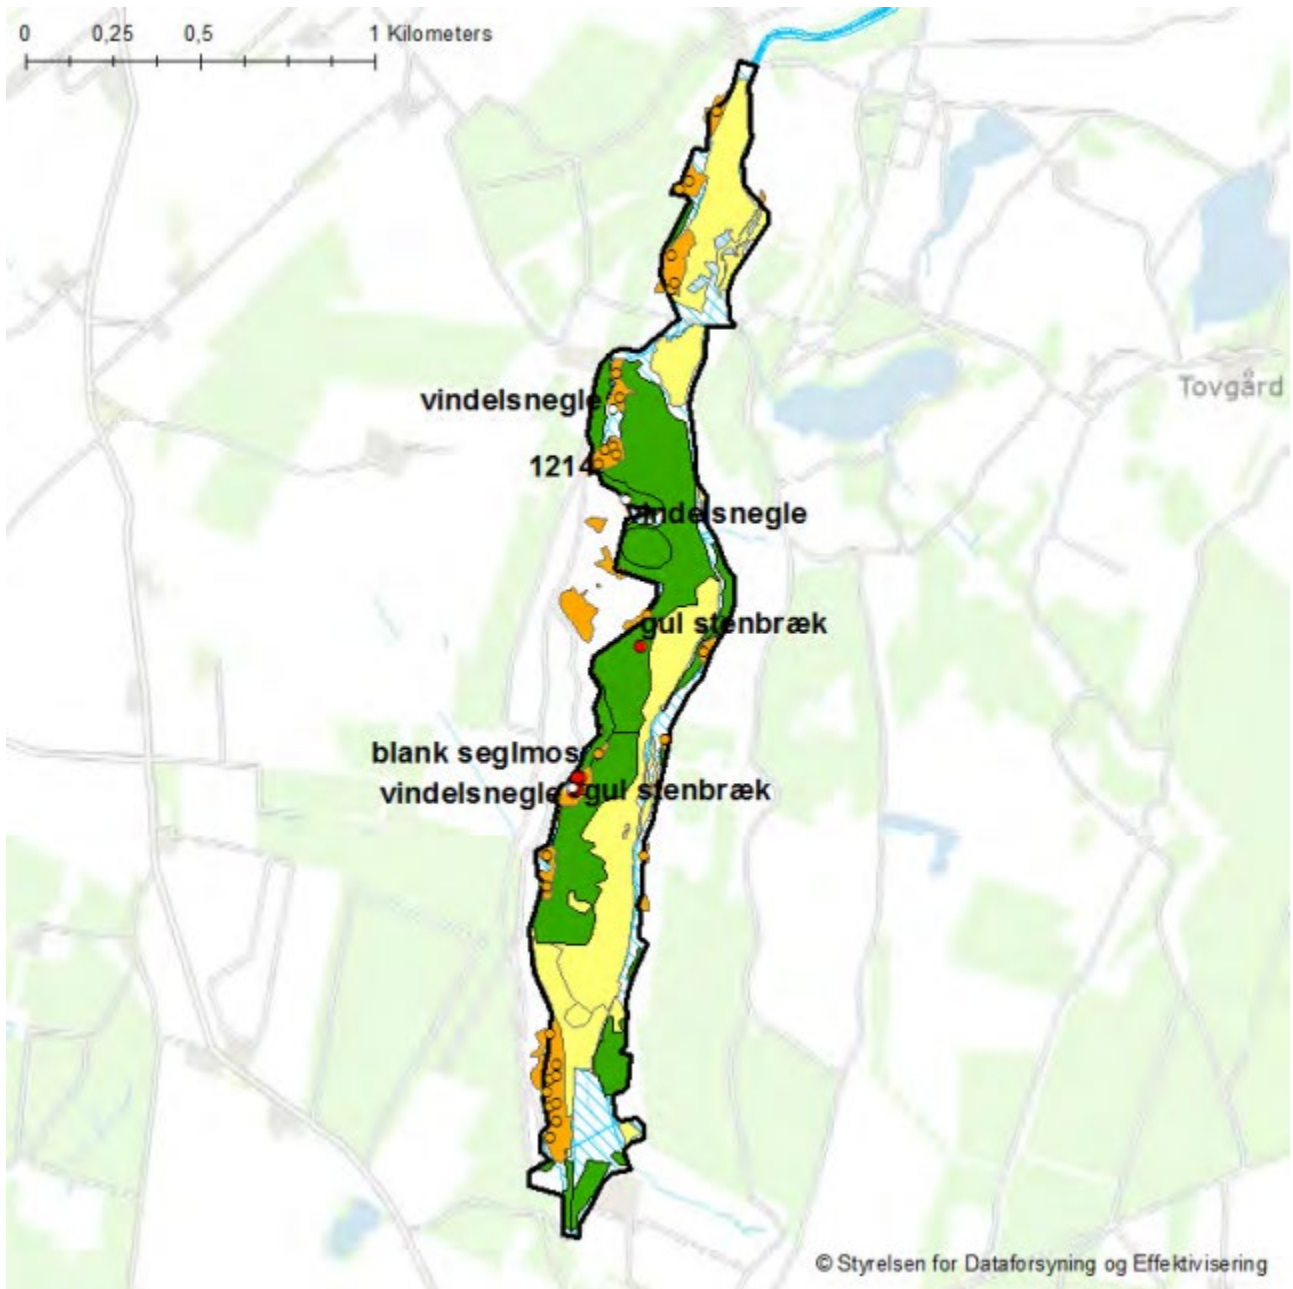 0 0,25 0,5 1 Kilometers
Tovgård
vindelsnegle
1214
vindelsnegle
gul stenbræk
blank seglmos
vindelsnegle
gul stenbræk
© Styrelsen for Dataforsyning og Effektivisering